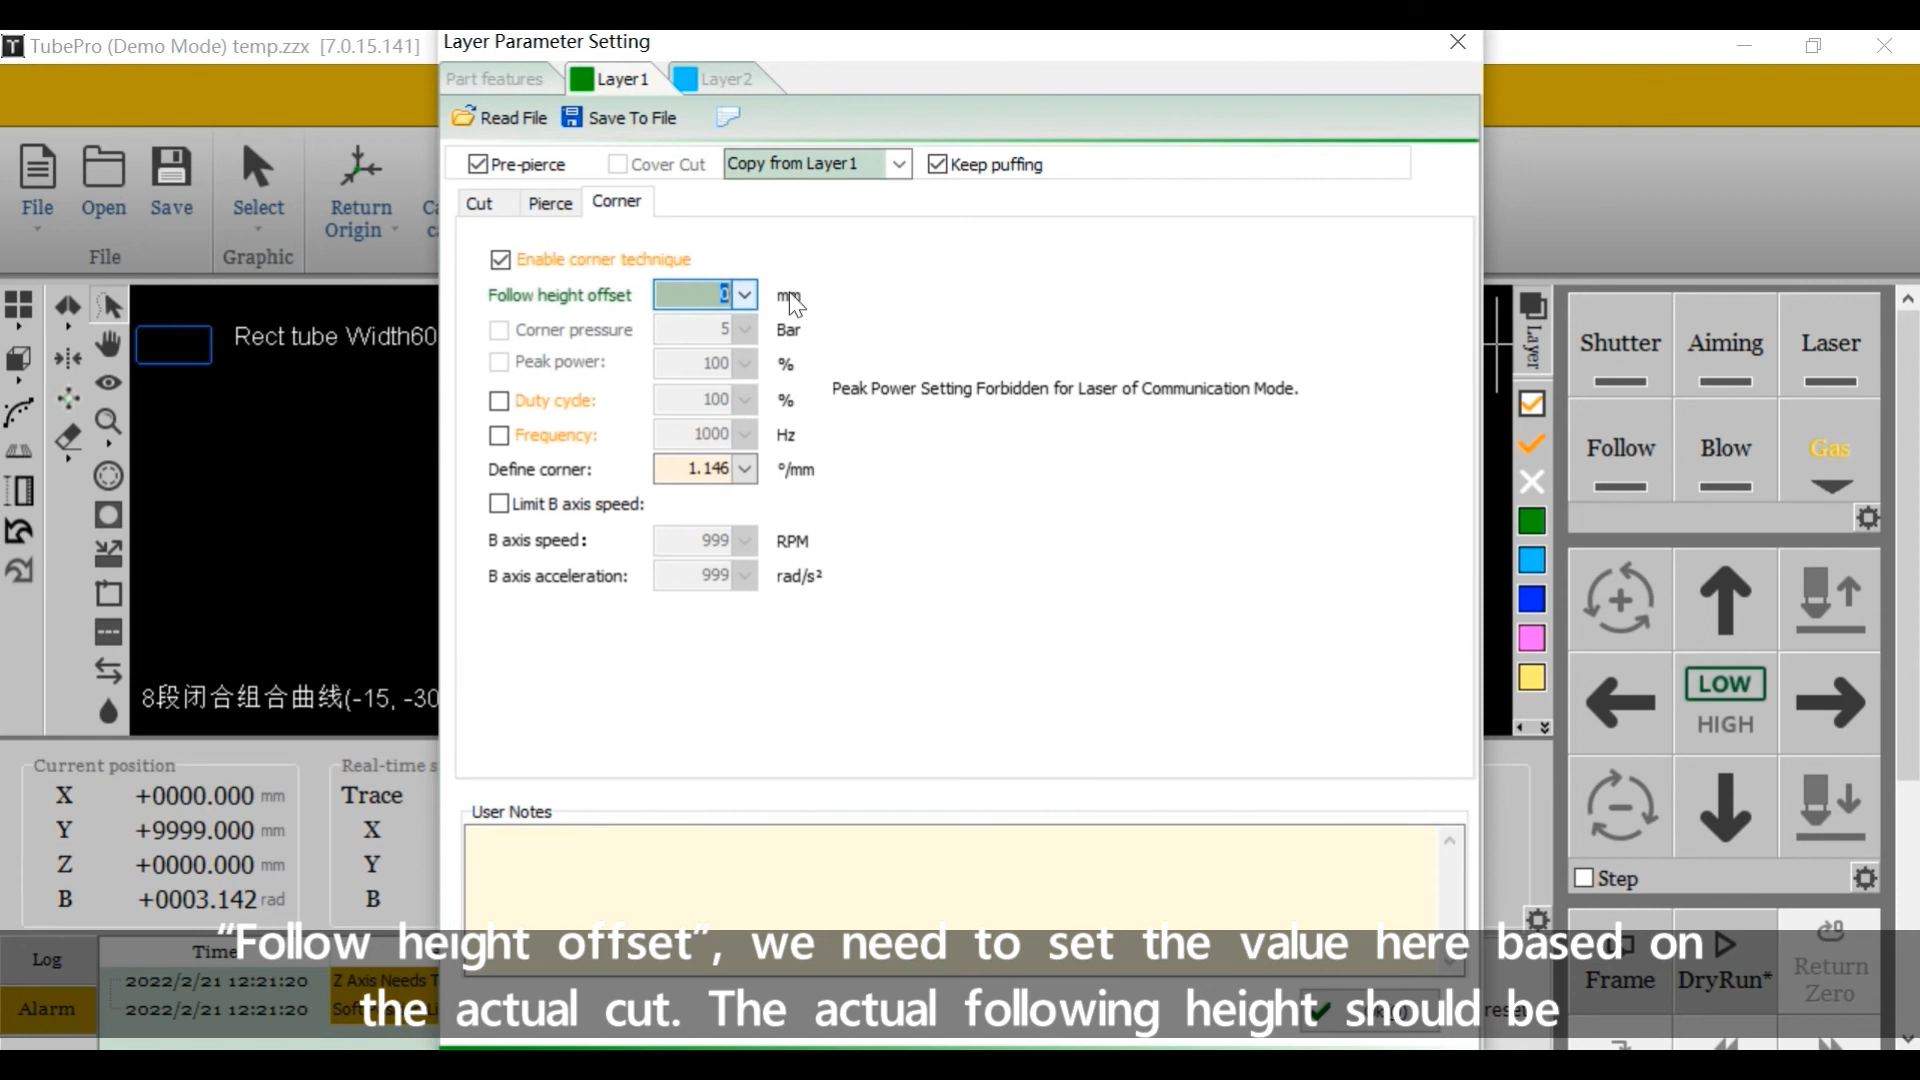 TubePro (Demo Mode) temp.zzx [7.0.15.141]
Layer Parameter Setting
Part features Layer1 Layer2
Read File Save To File
Pre-pierce Cover Cut Copy from Layer1 Keep puffing
Cut Pierce Corner
File Open Save Select Return Origin
File Graphic
Enable corner technique
Follow height offset 0 mm
Corner pressure 5 Bar
Peak power: 100 %
Peak Power Setting Forbidden for Laser of Communication Mode.
Duty cycle: 100 %
Frequency: 1000 Hz
Define corner: 1.146 °/mm
Limit B axis speed:
B axis speed: 999 RPM
B axis acceleration: 999 rad/s²
Rect tube Width60
8段闭合组合曲线(-15, -30
Layer
Shutter Aiming Laser
Follow Blow Gas
LOW
HIGH
Step
Frame DryRun* Return Zero
Current position
X +0000.000 mm
Y +9999.000 mm
Z +0000.000 mm
B +0003.142 rad
Real-time s
Trace
X
Y
B
User Notes
Log
Alarm
Time
2022/2/21 12:21:20 Z Axis Needs T
2022/2/21 12:21:20
“Follow height offset”, we need to set the value here based on
the actual cut. The actual following height should be